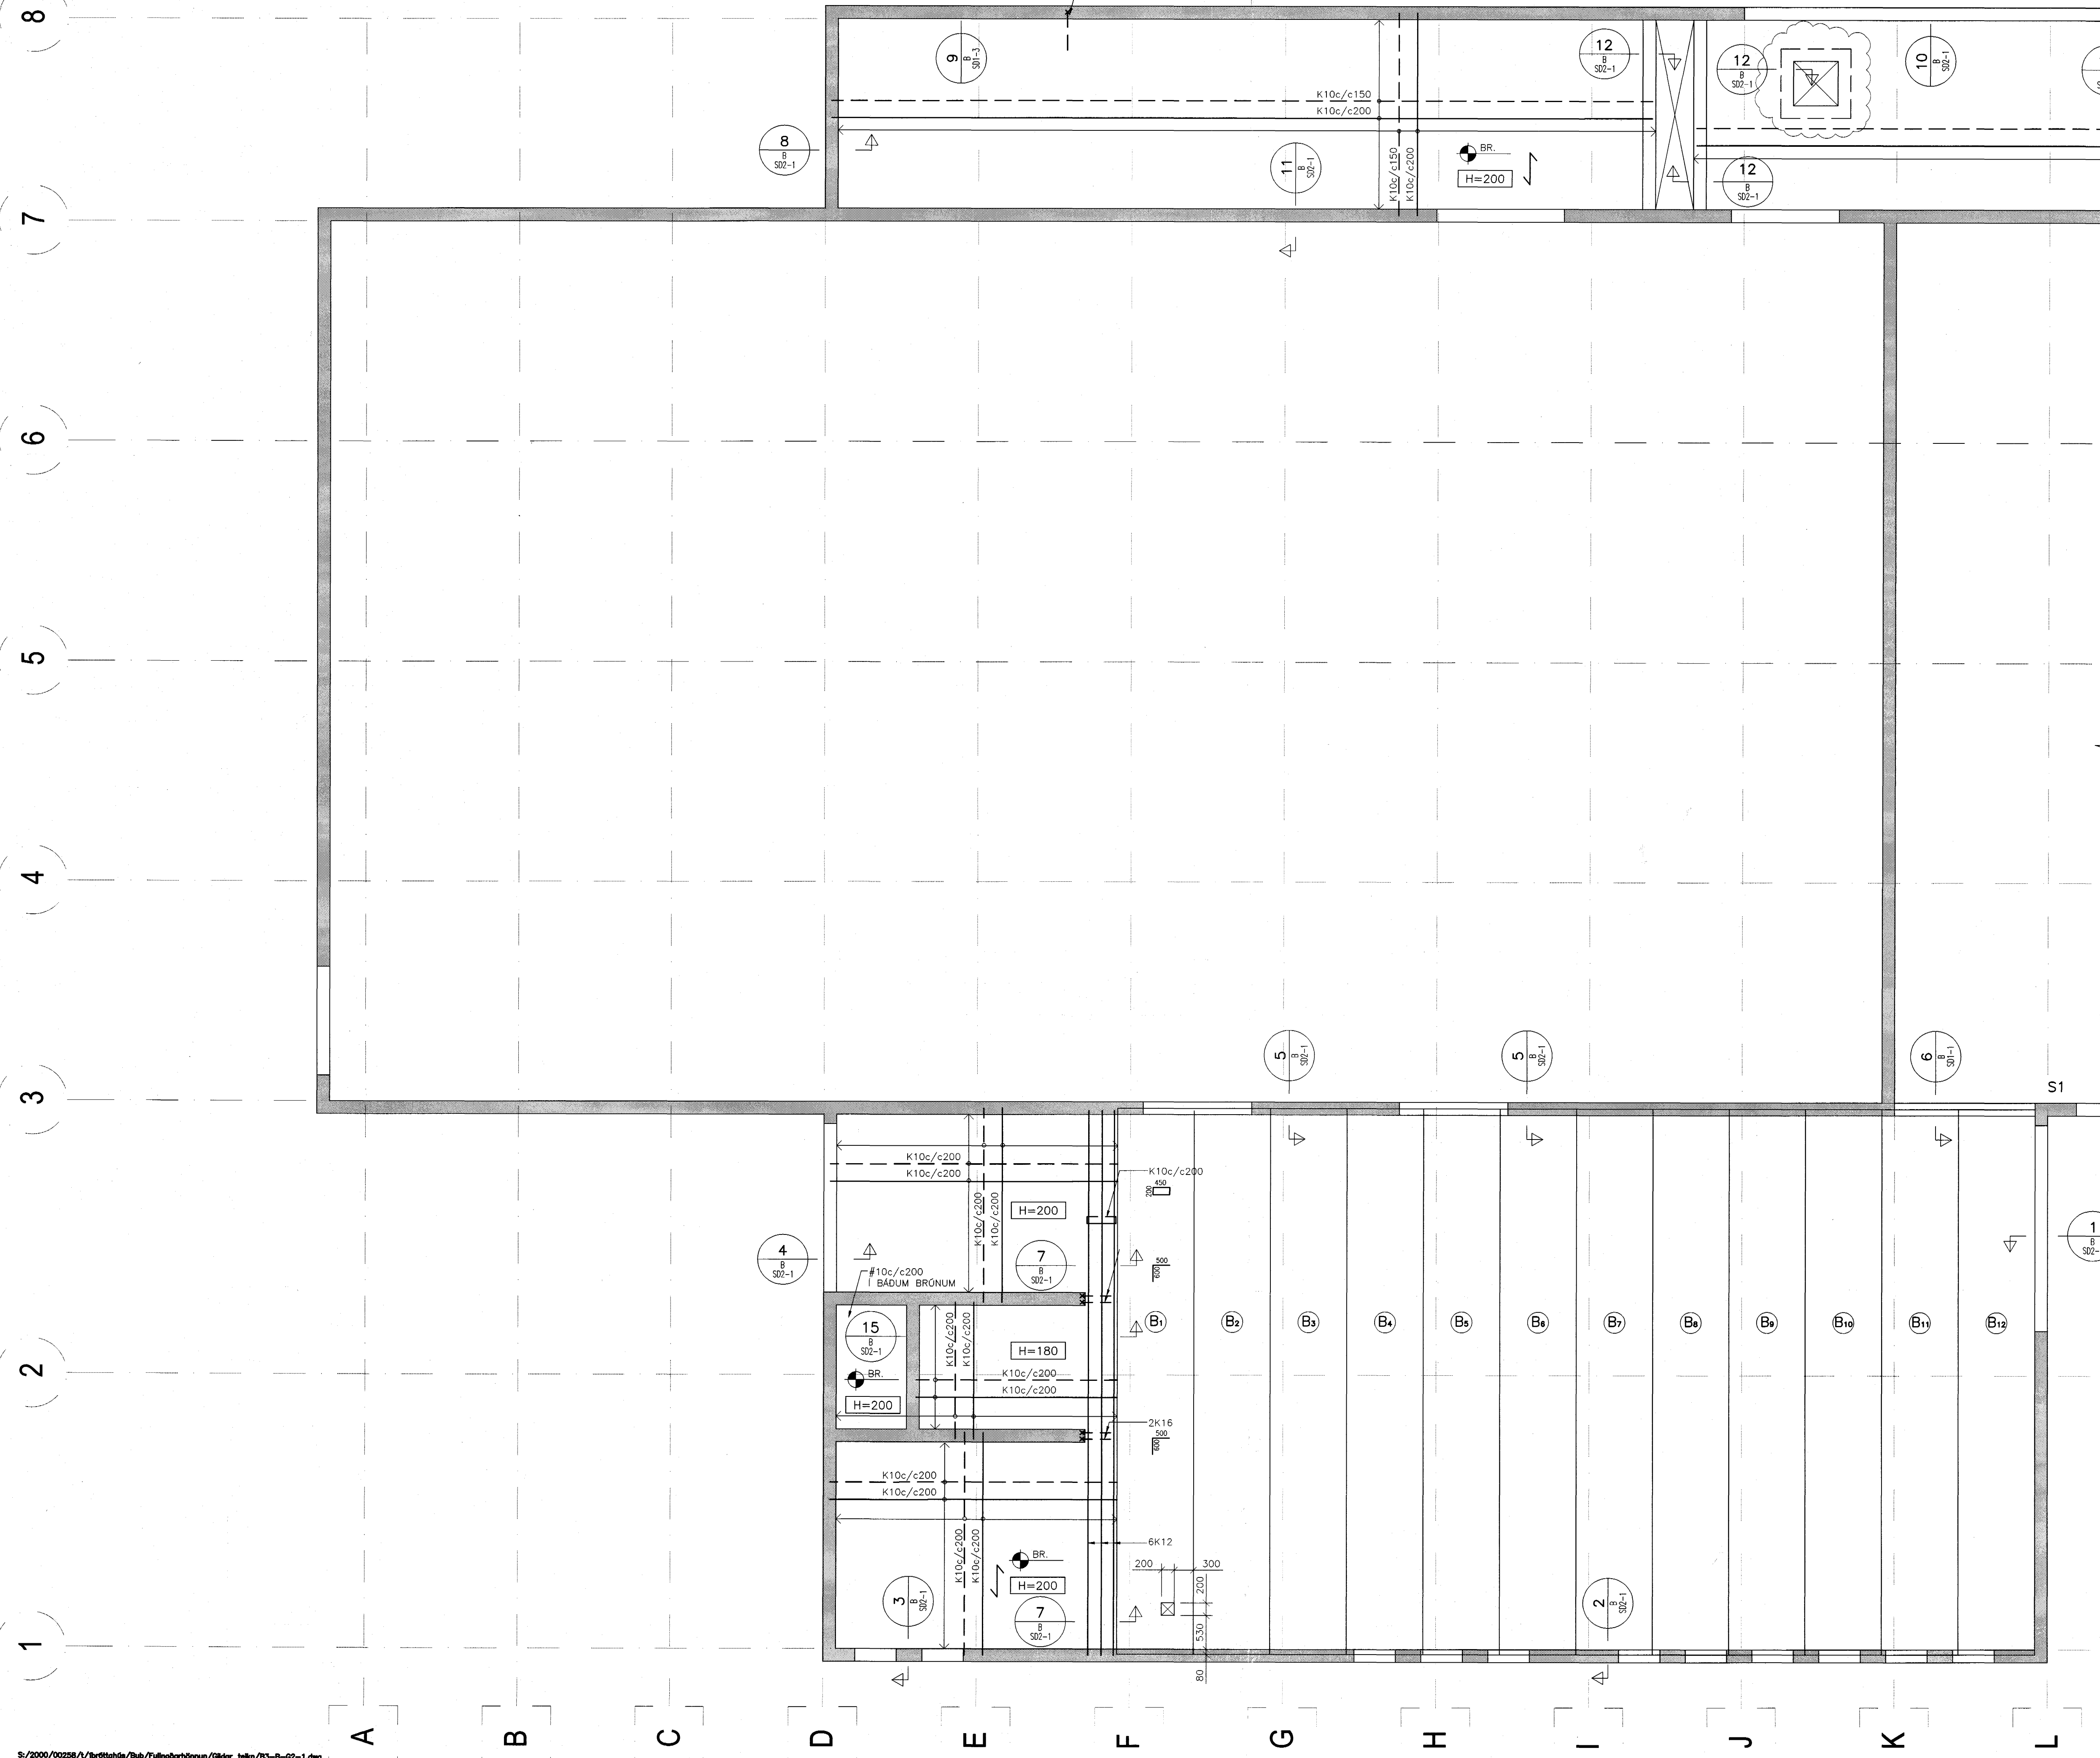 8
9
B
SD1-3
12
B
SD2-1
12
B
SD2-1
10
B
SD2-1
K10c/c150
K10c/c200
8
B
SD2-1
11
B
SD2-1
K10c/c150
K10c/c200
BR.
H=200
12
B
SD2-1
7
6
5
4
5
B
SD2-1
5
B
SD2-1
6
B
SD1-1
S1
3
K10c/c200
K10c/c200
K10c/c200
K10c/c200
H=200
K10c/c200
450
200
4
B
SD2-1
#10c/c200
Í BÁÐUM BRÚNUM
7
B
SD2-1
500
600
1
B
15
B
SD2-1
K10c/c200
K10c/c200
H=180
B1
B2
B3
B4
B5
B6
B7
B8
B9
B10
B11
B12
2
BR.
H=200
K10c/c200
K10c/c200
2K16
500
600
K10c/c200
K10c/c200
K10c/c200
K10c/c200
6K12
BR.
H=200
200
300
200
530
80
3
B
SD2-1
7
B
SD2-1
2
B
SD2-1
1
A
B
C
D
E
F
G
H
I
J
K
L